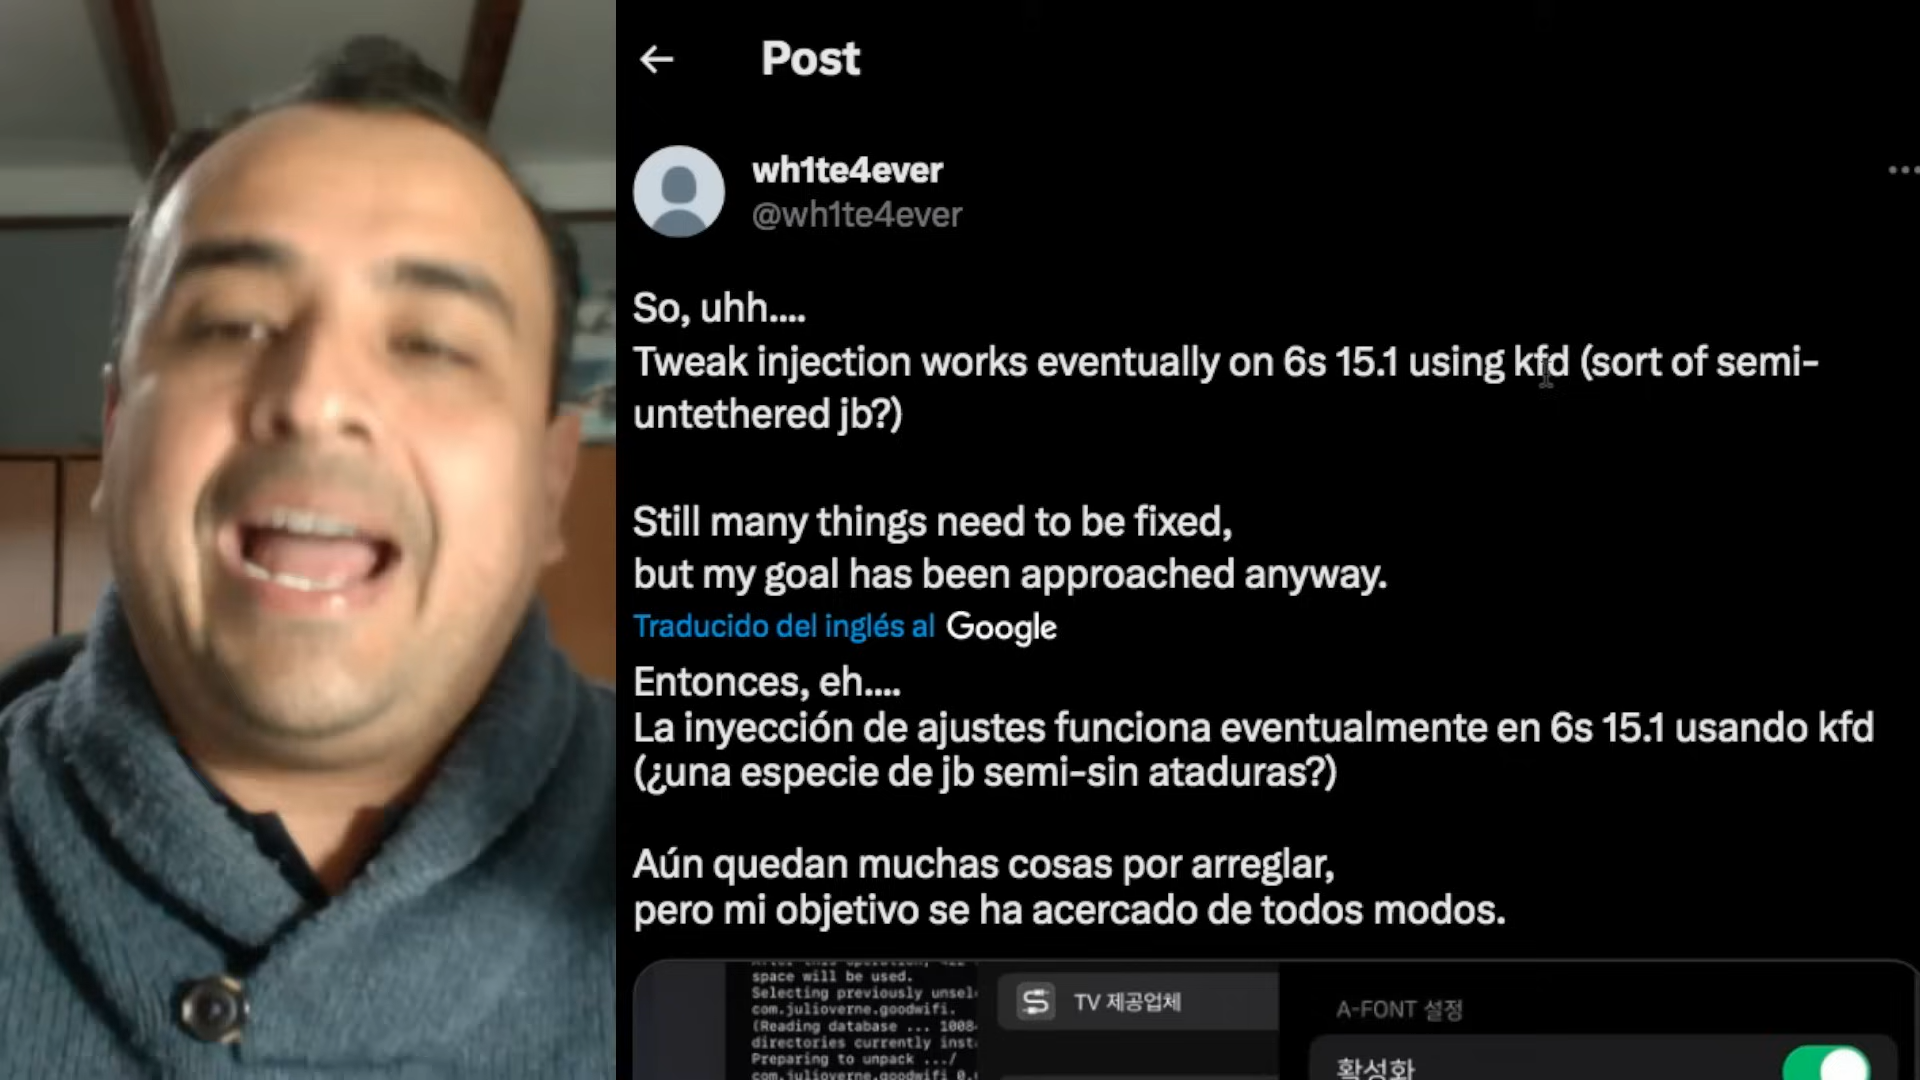 Post
wh1te4ever
@wh1te4ever
So, uhh....
Tweak injection works eventually on 6s 15.1 using kfd (sort of semi-
untethered jb?)
Still many things need to be fixed,
but my goal has been approached anyway.
Traducido del inglés al Google
Entonces, eh....
La inyección de ajustes funciona eventualmente en 6s 15.1 usando kfd
(¿una especie de jb semi-sin ataduras?)
Aún quedan muchas cosas por arreglar,
pero mi objetivo se ha acercado de todos modos.
space will be used.
Selecting previously unsel
com.julioverne.goodwifi.
(Reading database ... 1008
directories currently inst
Preparing to unpack .../
com.julioverne.goodwifi
TV 제공업체
A-FONT 설정
활성화